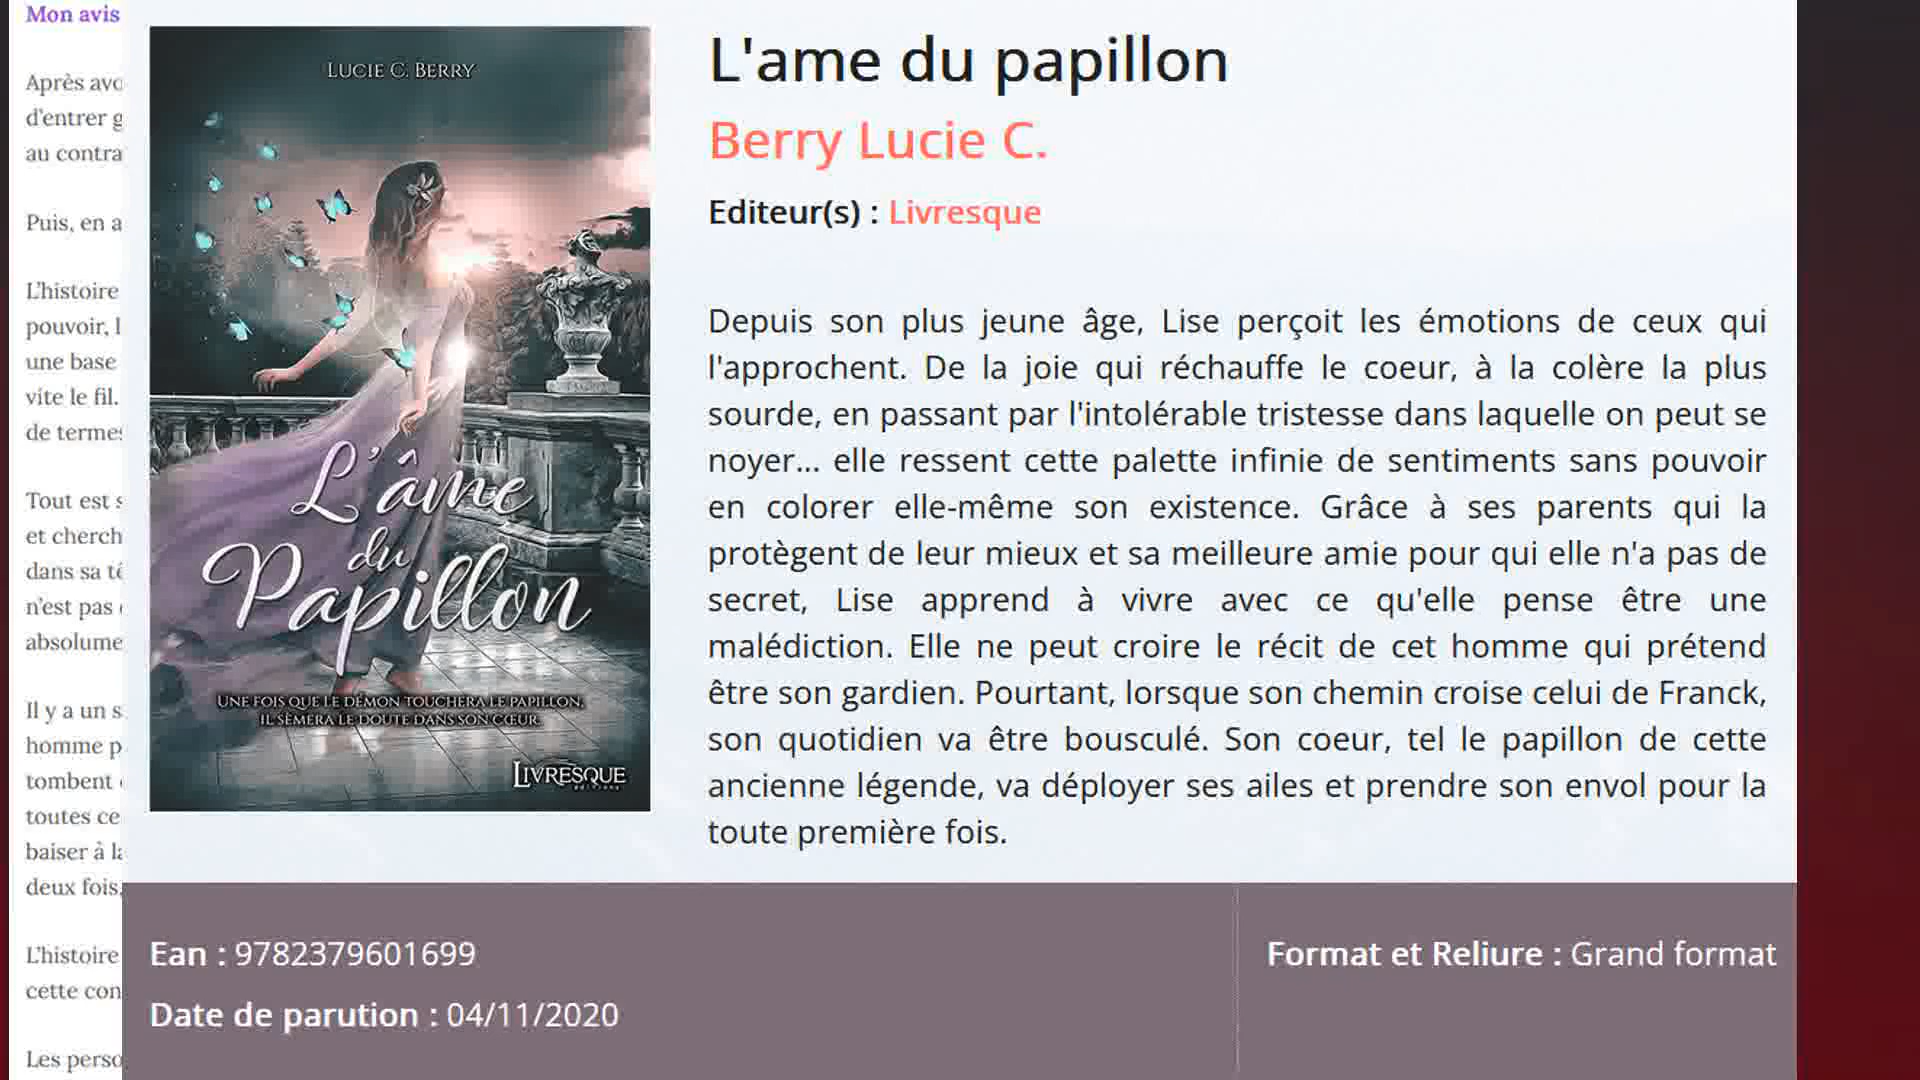 Mon avis
Après avo
d'entrer g
au contra
Puis, en a
L'histoire
pouvoir, l
une base
vite le fil.
de termes
Tout est s
et cherch
dans sa tê
n'est pas
absolume
Il y a un s
homme p
tombent
toutes ce
baiser à la
deux fois,
L'histoire
cette con
Les perso
LUCIE C. BERRY
L'âme
du
Papillon
UNE FOIS QUE LE DÉMON TOUCHERA LE PAPILLON,
IL SÈMERA LE DOUTE DANS SON CŒUR.
LIVRESQUE
éditions
L'ame du papillon
Berry Lucie C.
Editeur(s) : Livresque
Depuis son plus jeune âge, Lise perçoit les émotions de ceux qui
l'approchent. De la joie qui réchauffe le coeur, à la colère la plus
sourde, en passant par l'intolérable tristesse dans laquelle on peut se
noyer... elle ressent cette palette infinie de sentiments sans pouvoir
en colorer elle-même son existence. Grâce à ses parents qui la
protègent de leur mieux et sa meilleure amie pour qui elle n'a pas de
secret, Lise apprend à vivre avec ce qu'elle pense être une
malédiction. Elle ne peut croire le récit de cet homme qui prétend
être son gardien. Pourtant, lorsque son chemin croise celui de Franck,
son quotidien va être bousculé. Son coeur, tel le papillon de cette
ancienne légende, va déployer ses ailes et prendre son envol pour la
toute première fois.
Ean : 9782379601699
Date de parution : 04/11/2020
Format et Reliure : Grand format